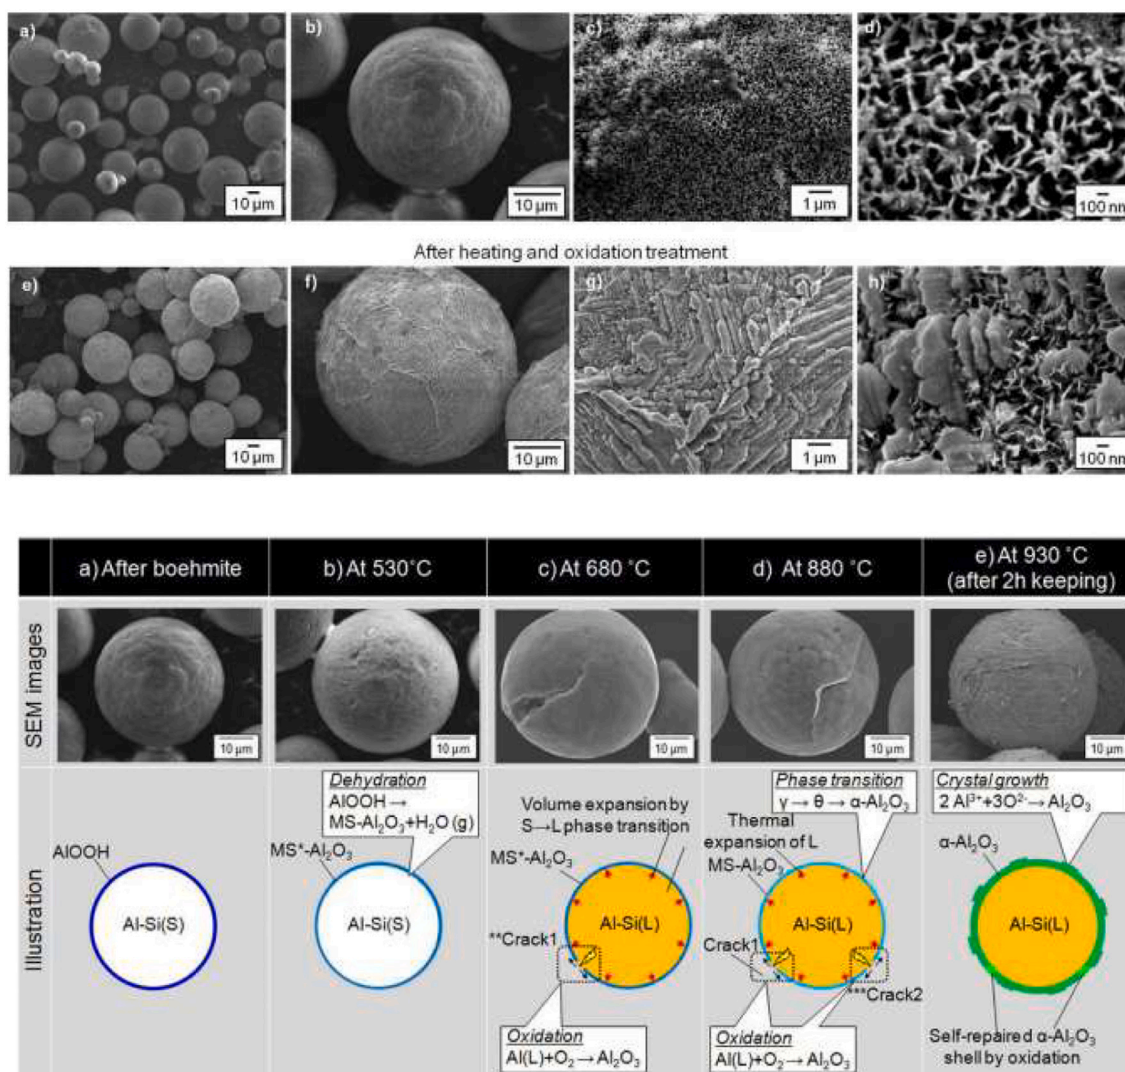 a)
b)
c)
d)
10 µm
10 µm
1 µm
100 nm
After heating and oxidation treatment
e)
f)
g)
h)
10 µm
10 µm
1 µm
100 nm
a) After boehmite
b) At 530°C
c) At 680 °C
d) At 880 °C
e) At 930 °C
(after 2h keeping)
SEM images
10 µm
10 µm
10 µm
10 µm
10 µm
Illustration
AlOOH
Al-Si(S)
Dehydration
AlOOH →
MS-Al₂O₃+H₂O (g)
MS*-Al₂O₃
Al-Si(S)
Volume expansion by
S→L phase transition
MS*-Al₂O₃
Al-Si(L)
**Crack1
Oxidation
Al(L)+O₂ → Al₂O₃
Phase transition
γ → θ → α-Al₂O₃
Thermal
expansion of L
MS-Al₂O₃
Al-Si(L)
Crack1
***Crack2
Oxidation
Al(L)+O₂ → Al₂O₃
Crystal growth
2 Al³⁺+3O²⁻→ Al₂O₃
α-Al₂O₃
Al-Si(L)
Self-repaired α-Al₂O₃
shell by oxidation